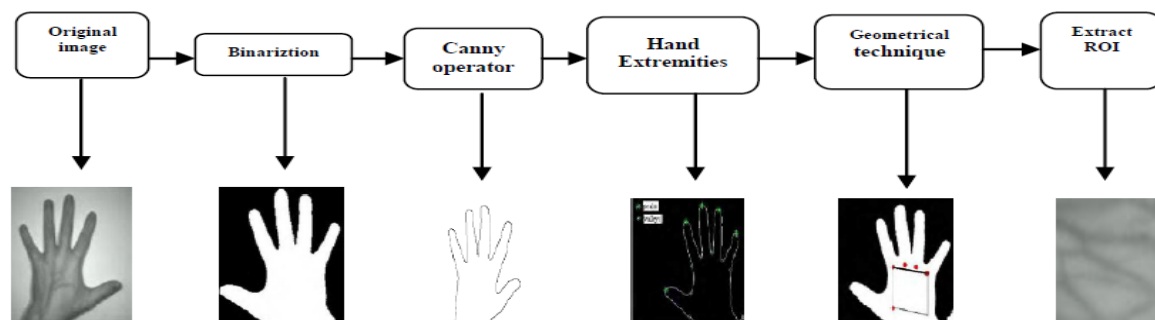 Original
image
Binariztion
Canny
operator
Hand
Extremities
Geometrical
technique
Extract
ROI